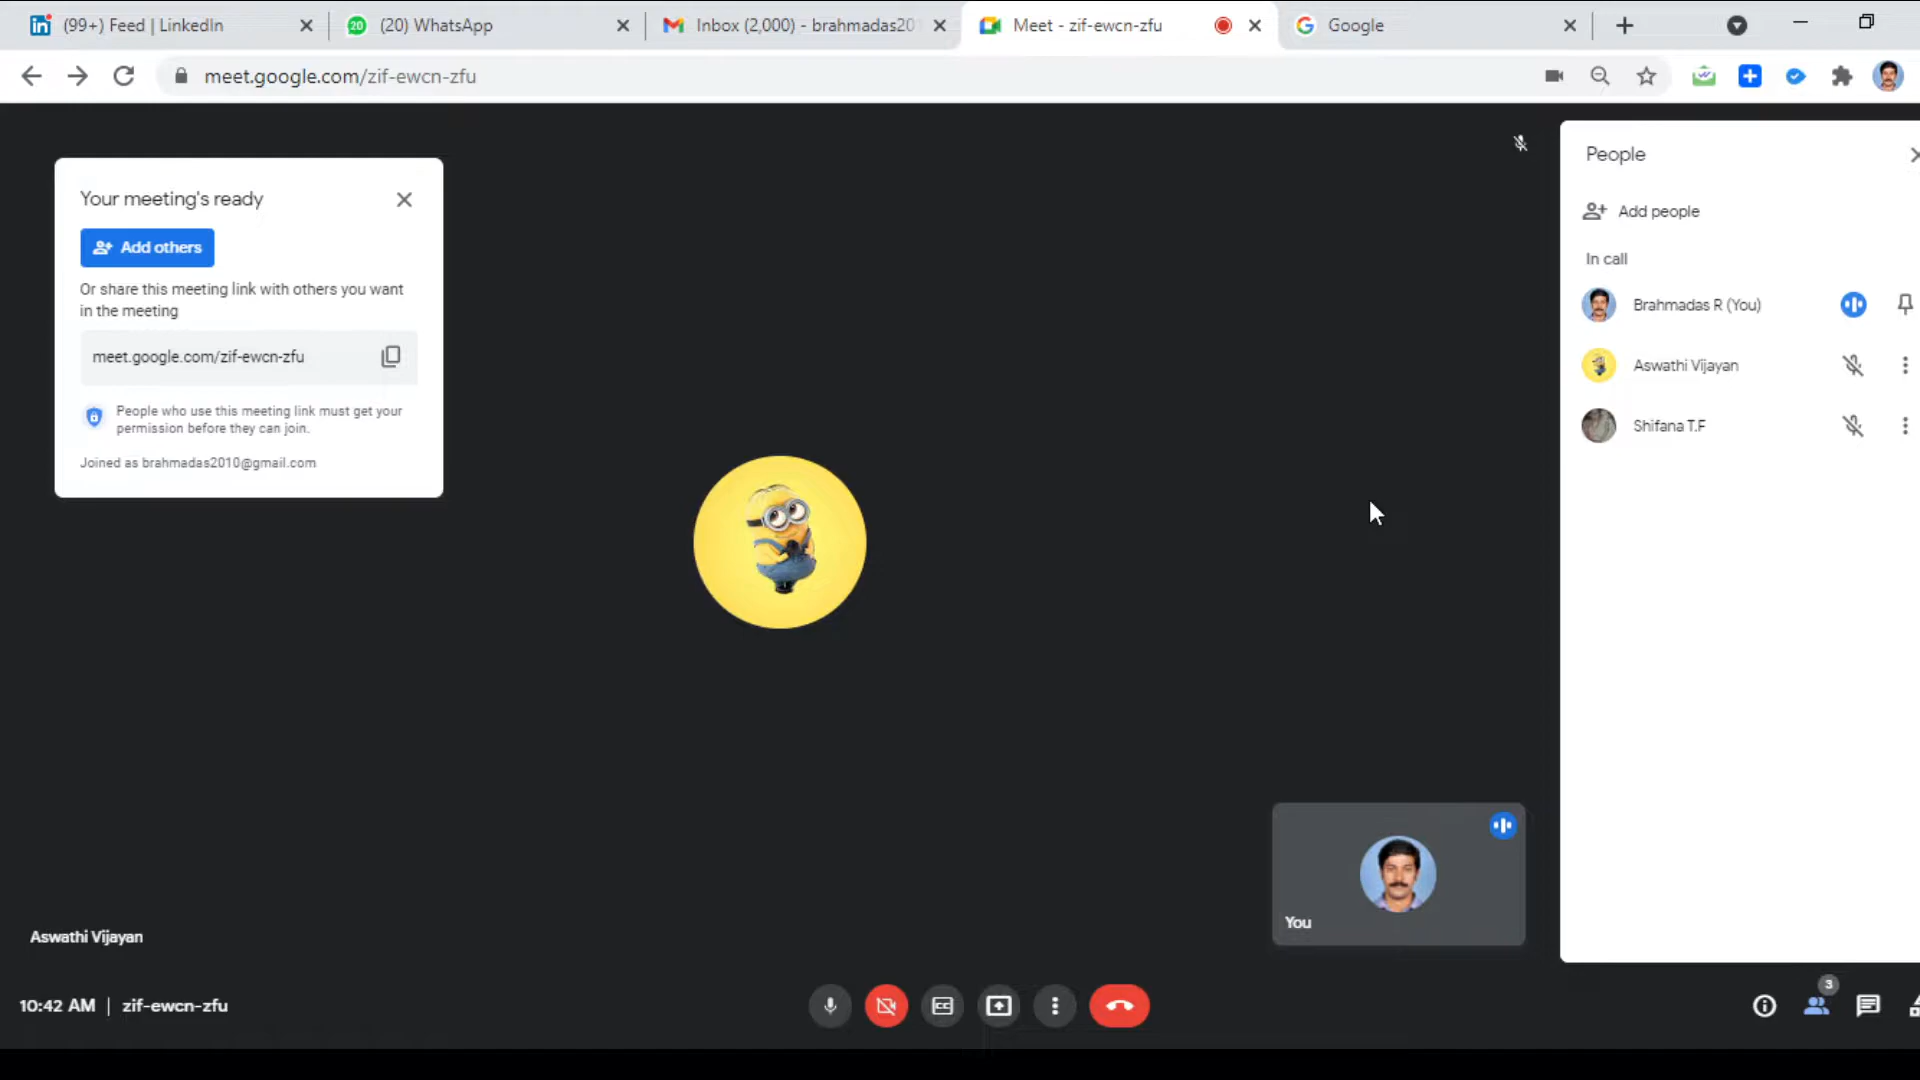 (99+) Feed | LinkedIn
20
(20) WhatsApp
Inbox (2,000) - brahmadas20
Meet - zif-ewcn-zfu
Google
meet.google.com/zif-ewcn-zfu
Your meeting's ready
Add others
Or share this meeting link with others you want
in the meeting
meet.google.com/zif-ewcn-zfu
People who use this meeting link must get your
permission before they can join.
Joined as brahmadas2010@gmail.com
People
Add people
In call
Brahmadas R (You)
Aswathi Vijayan
Shifana T.F
You
Aswathi Vijayan
10:42 AM | zif-ewcn-zfu
CC
3